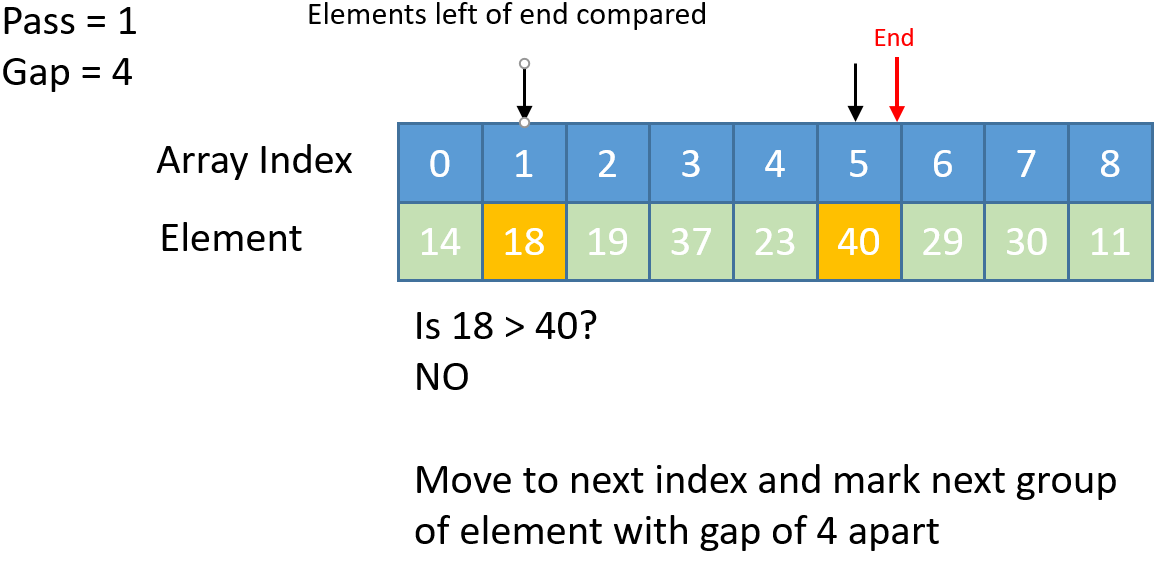 Pass = 1
Gap = 4
Elements left of end compared
End
Array Index 0 1 2 3 4 5 6 7 8
Element 14 18 19 37 23 40 29 30 11
Is 18 > 40?
NO
Move to next index and mark next group
of element with gap of 4 apart